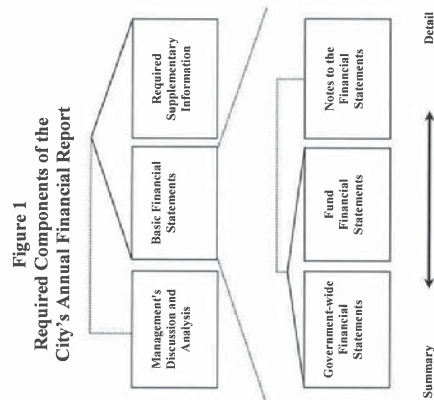 Figure 1
Required Components of the
City's Annual Financial Report
Management's
Discussion and
Analysis
Basic Financial
Statements
Required
Supplementary
Information
Government-wide
Financial
Statements
Fund
Financial
Statements
Notes to the
Financial
Statements
Summary
Detail